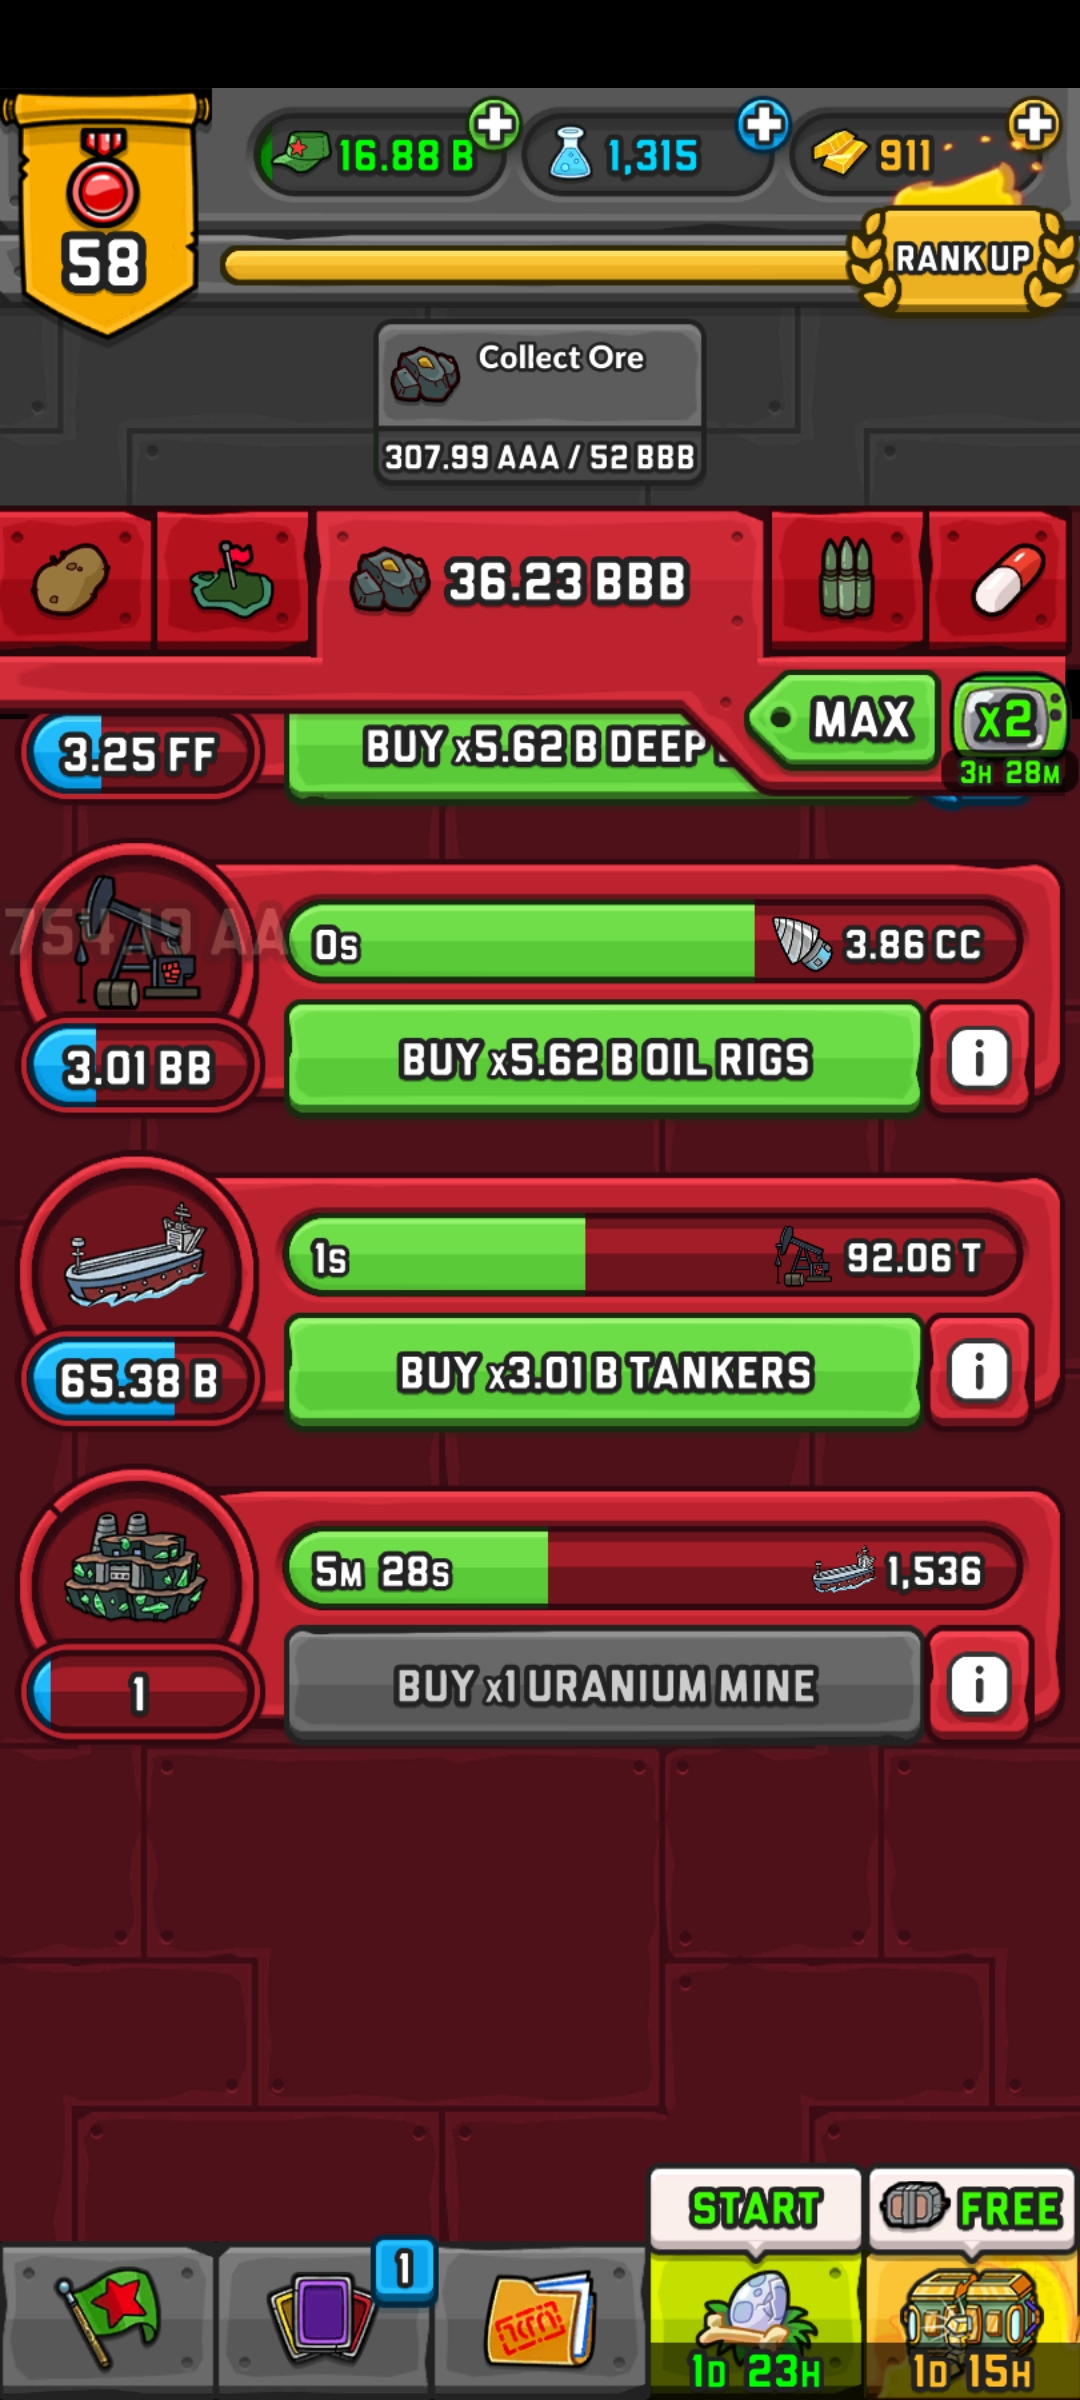 16.88 B
1,315
911
58
RANK UP
Collect Ore
307.99 AAA / 52 BBB
36.23 BBB
MAX
x2
3H 28M
3.25 FF
BUY x5.62 B DEEP
754.19 AA
0s
3.86 CC
3.01 BB
BUY x5.62 B OIL RIGS
i
1s
92.06 T
65.38 B
BUY x3.01 B TANKERS
i
5M 28s
1,536
1
BUY x1 URANIUM MINE
i
START
FREE
1
1D 23H
1D 15H